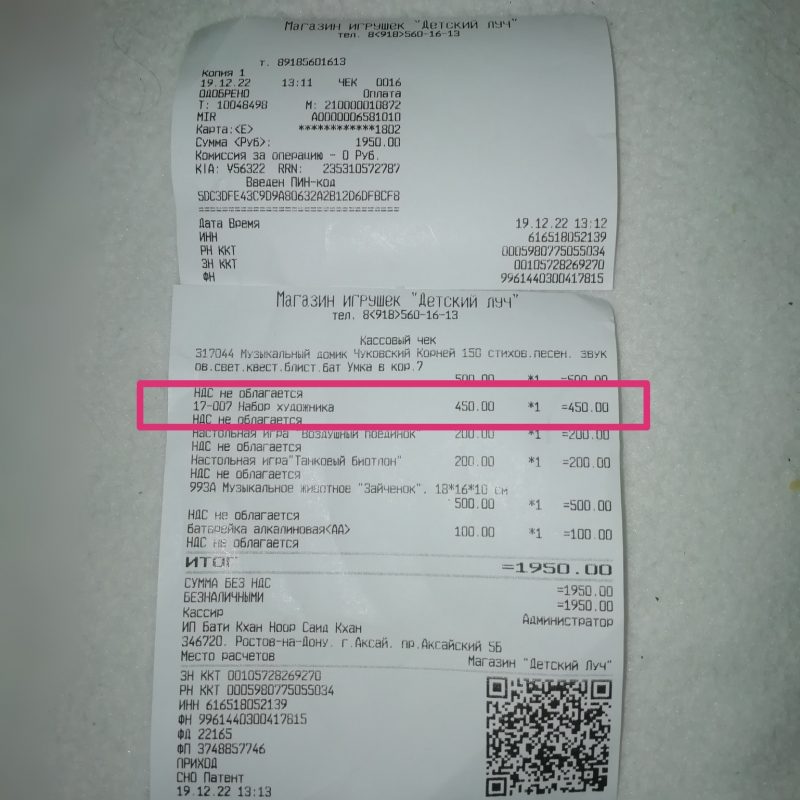 Магазин игрушек "Детский луч"
тел. 8<918>560-16-13
т. 89185601613
Копия 1
19.12.22 13:11 ЧЕК 0016
ОДОБРЕНО Оплата
Т: 10048498 М: 210000010872
MIR A0000006581010
Карта:<E> ************1802
Сумма <Руб>: 1950.00
Комиссия за операцию - 0 Руб.
KIA: V56322 RRN: 235310572787
Введен ПИН-код
5DC3DFE43C9D9A80632A2B12D6DFBCF8
==============================
Дата Время 19.12.22 13:12
ИНН 616518052139
РН ККТ 0005980775055034
ЗН ККТ 00105728269270
ФН 9961440300417815
Магазин игрушек "Детский луч"
тел. 8<918>560-16-13
Кассовый чек
317044 Музыкальный домик Чуковский Корней 150 стихов.песен. звук
ов.свет.квест.блист.бат Умка в кор.7
500.00 *1 =500.00
НДС не облагается
17-007 Набор художника 450.00 *1 =450.00
НДС не облагается
Настольная игра "Воздушный поединок" 200.00 *1 =200.00
НДС не облагается
Настольная игра"Танковый биотлон" 200.00 *1 =200.00
НДС не облагается
993A Музыкальное животное "Зайченок". 18*16*10 см
500.00 *1 =500.00
НДС не облагается
батарейка алкалиновая<AA> 100.00 *1 =100.00
НДС не облагается
ИТОГ =1950.00
СУММА БЕЗ НДС =1950.00
БЕЗНАЛИЧНЫМИ =1950.00
Кассир Администратор
ИП Бати Кхан Ноор Саид Кхан
346720. Ростов-на-Дону. г.Аксай. пр.Аксайский 5Б
Место расчетов Магазин "Детский Луч"
ЗН ККТ 00105728269270
РН ККТ 0005980775055034
ИНН 616518052139
ФН 9961440300417815
ФД 22165
ФП 3748857746
ПРИХОД
СНО Патент
19.12.22 13:13